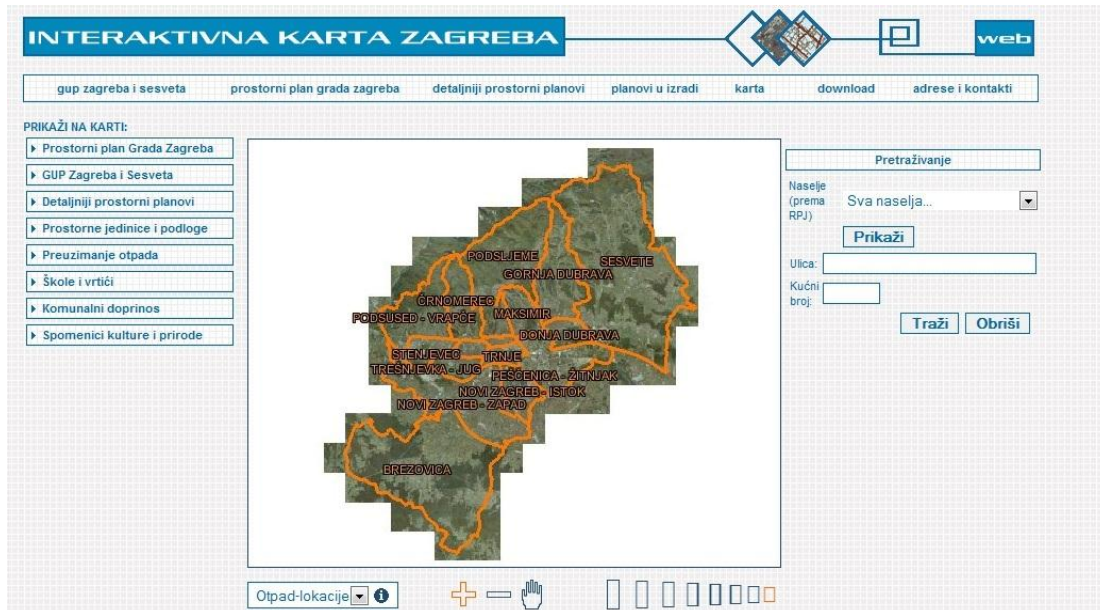 INTERAKTIVNA KARTA ZAGREBA
web
gup zagreba i sesveta
prostorni plan grada zagreba
detaljniji prostorni planovi
planovi u izradi
karta
download
adrese i kontakti
PRIKAŽI NA KARTI:
Prostorni plan Grada Zagreba
GUP Zagreba i Sesveta
Detaljniji prostorni planovi
Prostorne jedinice i podloge
Preuzimanje otpada
Škole i vrtići
Komunalni doprinos
Spomenici kulture i prirode
PODSLJEME
SESVETE
GORNJA DUBRAVA
ČRNOMEREC
MAKSIMIR
PODSUSED - VRAPČE
DONJA DUBRAVA
STENJEVEC
TRNJE
TREŠNJEVKA - JUG
PEŠČENICA - ŽITNJAK
NOVI ZAGREB - ISTOK
NOVI ZAGREB - ZAPAD
BREZOVICA
Pretraživanje
Naselje
(prema
RPJ)
Sva naselja...
Prikaži
Ulica:
Kućni
broj:
Traži
Obriši
Otpad-lokacije